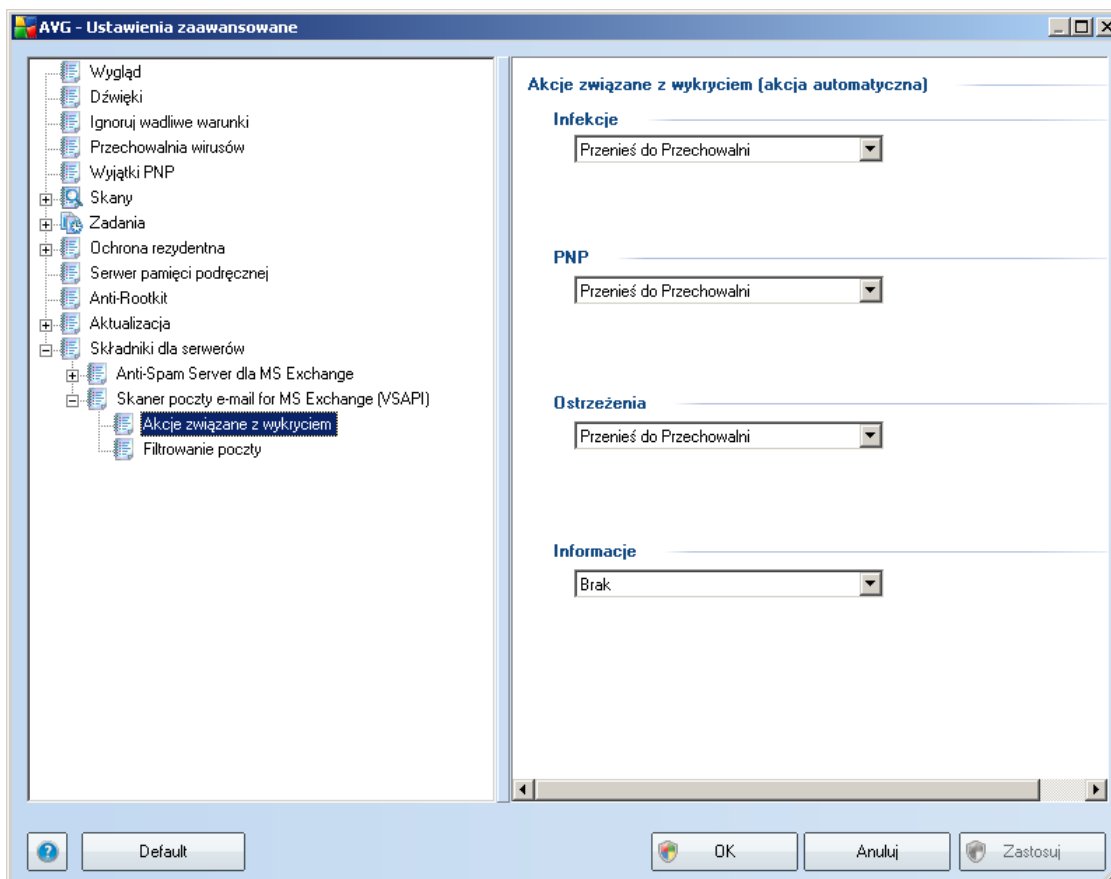 AVG - Ustawienia zaawansowane
Wygląd
Dźwięki
Ignoruj wadliwe warunki
Przechowalnia wirusów
Wyjątki PNP
Skany
Zadania
Ochrona rezydentna
Serwer pamięci podręcznej
Anti-Rootkit
Aktualizacja
Składniki dla serwerów
Anti-Spam Server dla MS Exchange
Skaner poczty e-mail for MS Exchange (VSAPI)
Akcje związane z wykryciem
Filtrowanie poczty
Akcje związane z wykryciem (akcja automatyczna)
Infekcje
Przenieś do Przechowalni
PNP
Przenieś do Przechowalni
Ostrzeżenia
Przenieś do Przechowalni
Informacje
Brak
Default
OK
Anuluj
Zastosuj